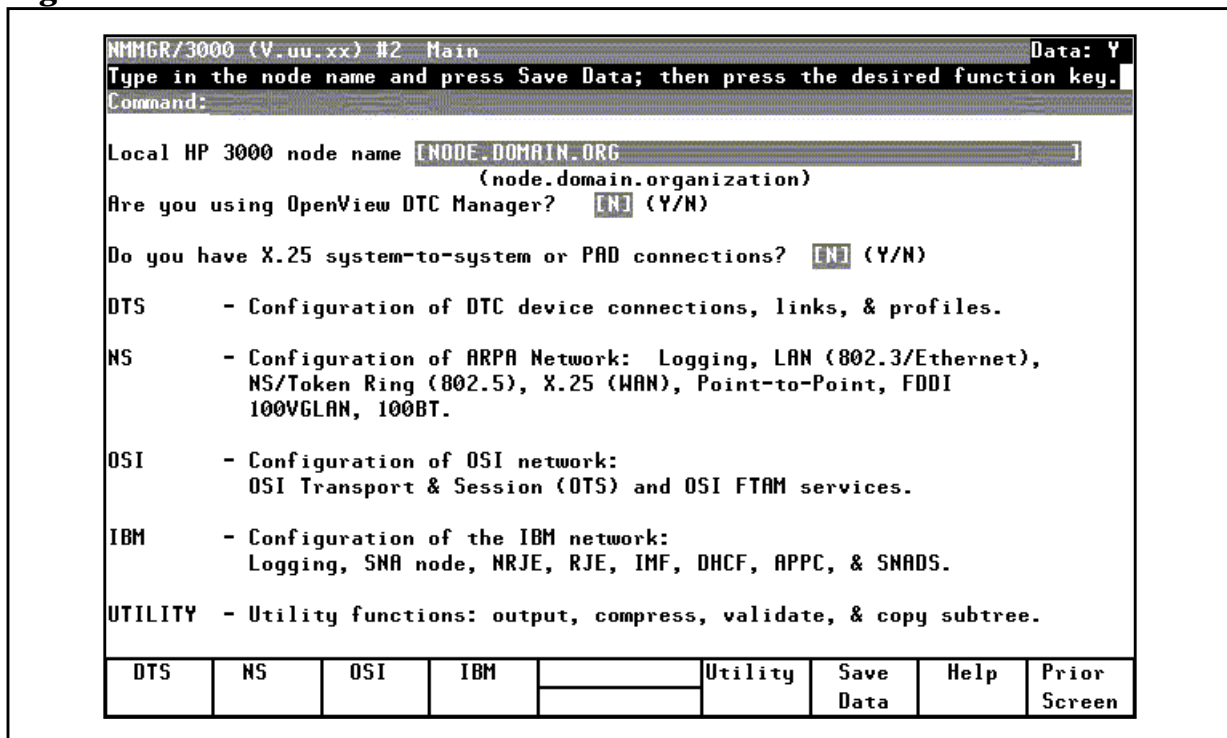 NMMGR/3000 (V.uu.xx) #2 Main Data: Y
Type in the node name and press Save Data; then press the desired function key.
Command:
Local HP 3000 node name [NODE.DOMAIN.ORG ]
(node.domain.organization)
Are you using OpenView DTC Manager? [N] (Y/N)
Do you have X.25 system-to-system or PAD connections? [N] (Y/N)
DTS - Configuration of DTC device connections, links, & profiles.
NS - Configuration of ARPA Network: Logging, LAN (802.3/Ethernet),
NS/Token Ring (802.5), X.25 (WAN), Point-to-Point, FDDI
100VGLAN, 100BT.
OSI - Configuration of OSI network:
OSI Transport & Session (OTS) and OSI FTAM services.
IBM - Configuration of the IBM network:
Logging, SNA node, NRJE, RJE, IMF, DHCF, APPC, & SNADS.
UTILITY - Utility functions: output, compress, validate, & copy subtree.
DTS NS OSI IBM Utility Save Help Prior
Data Screen